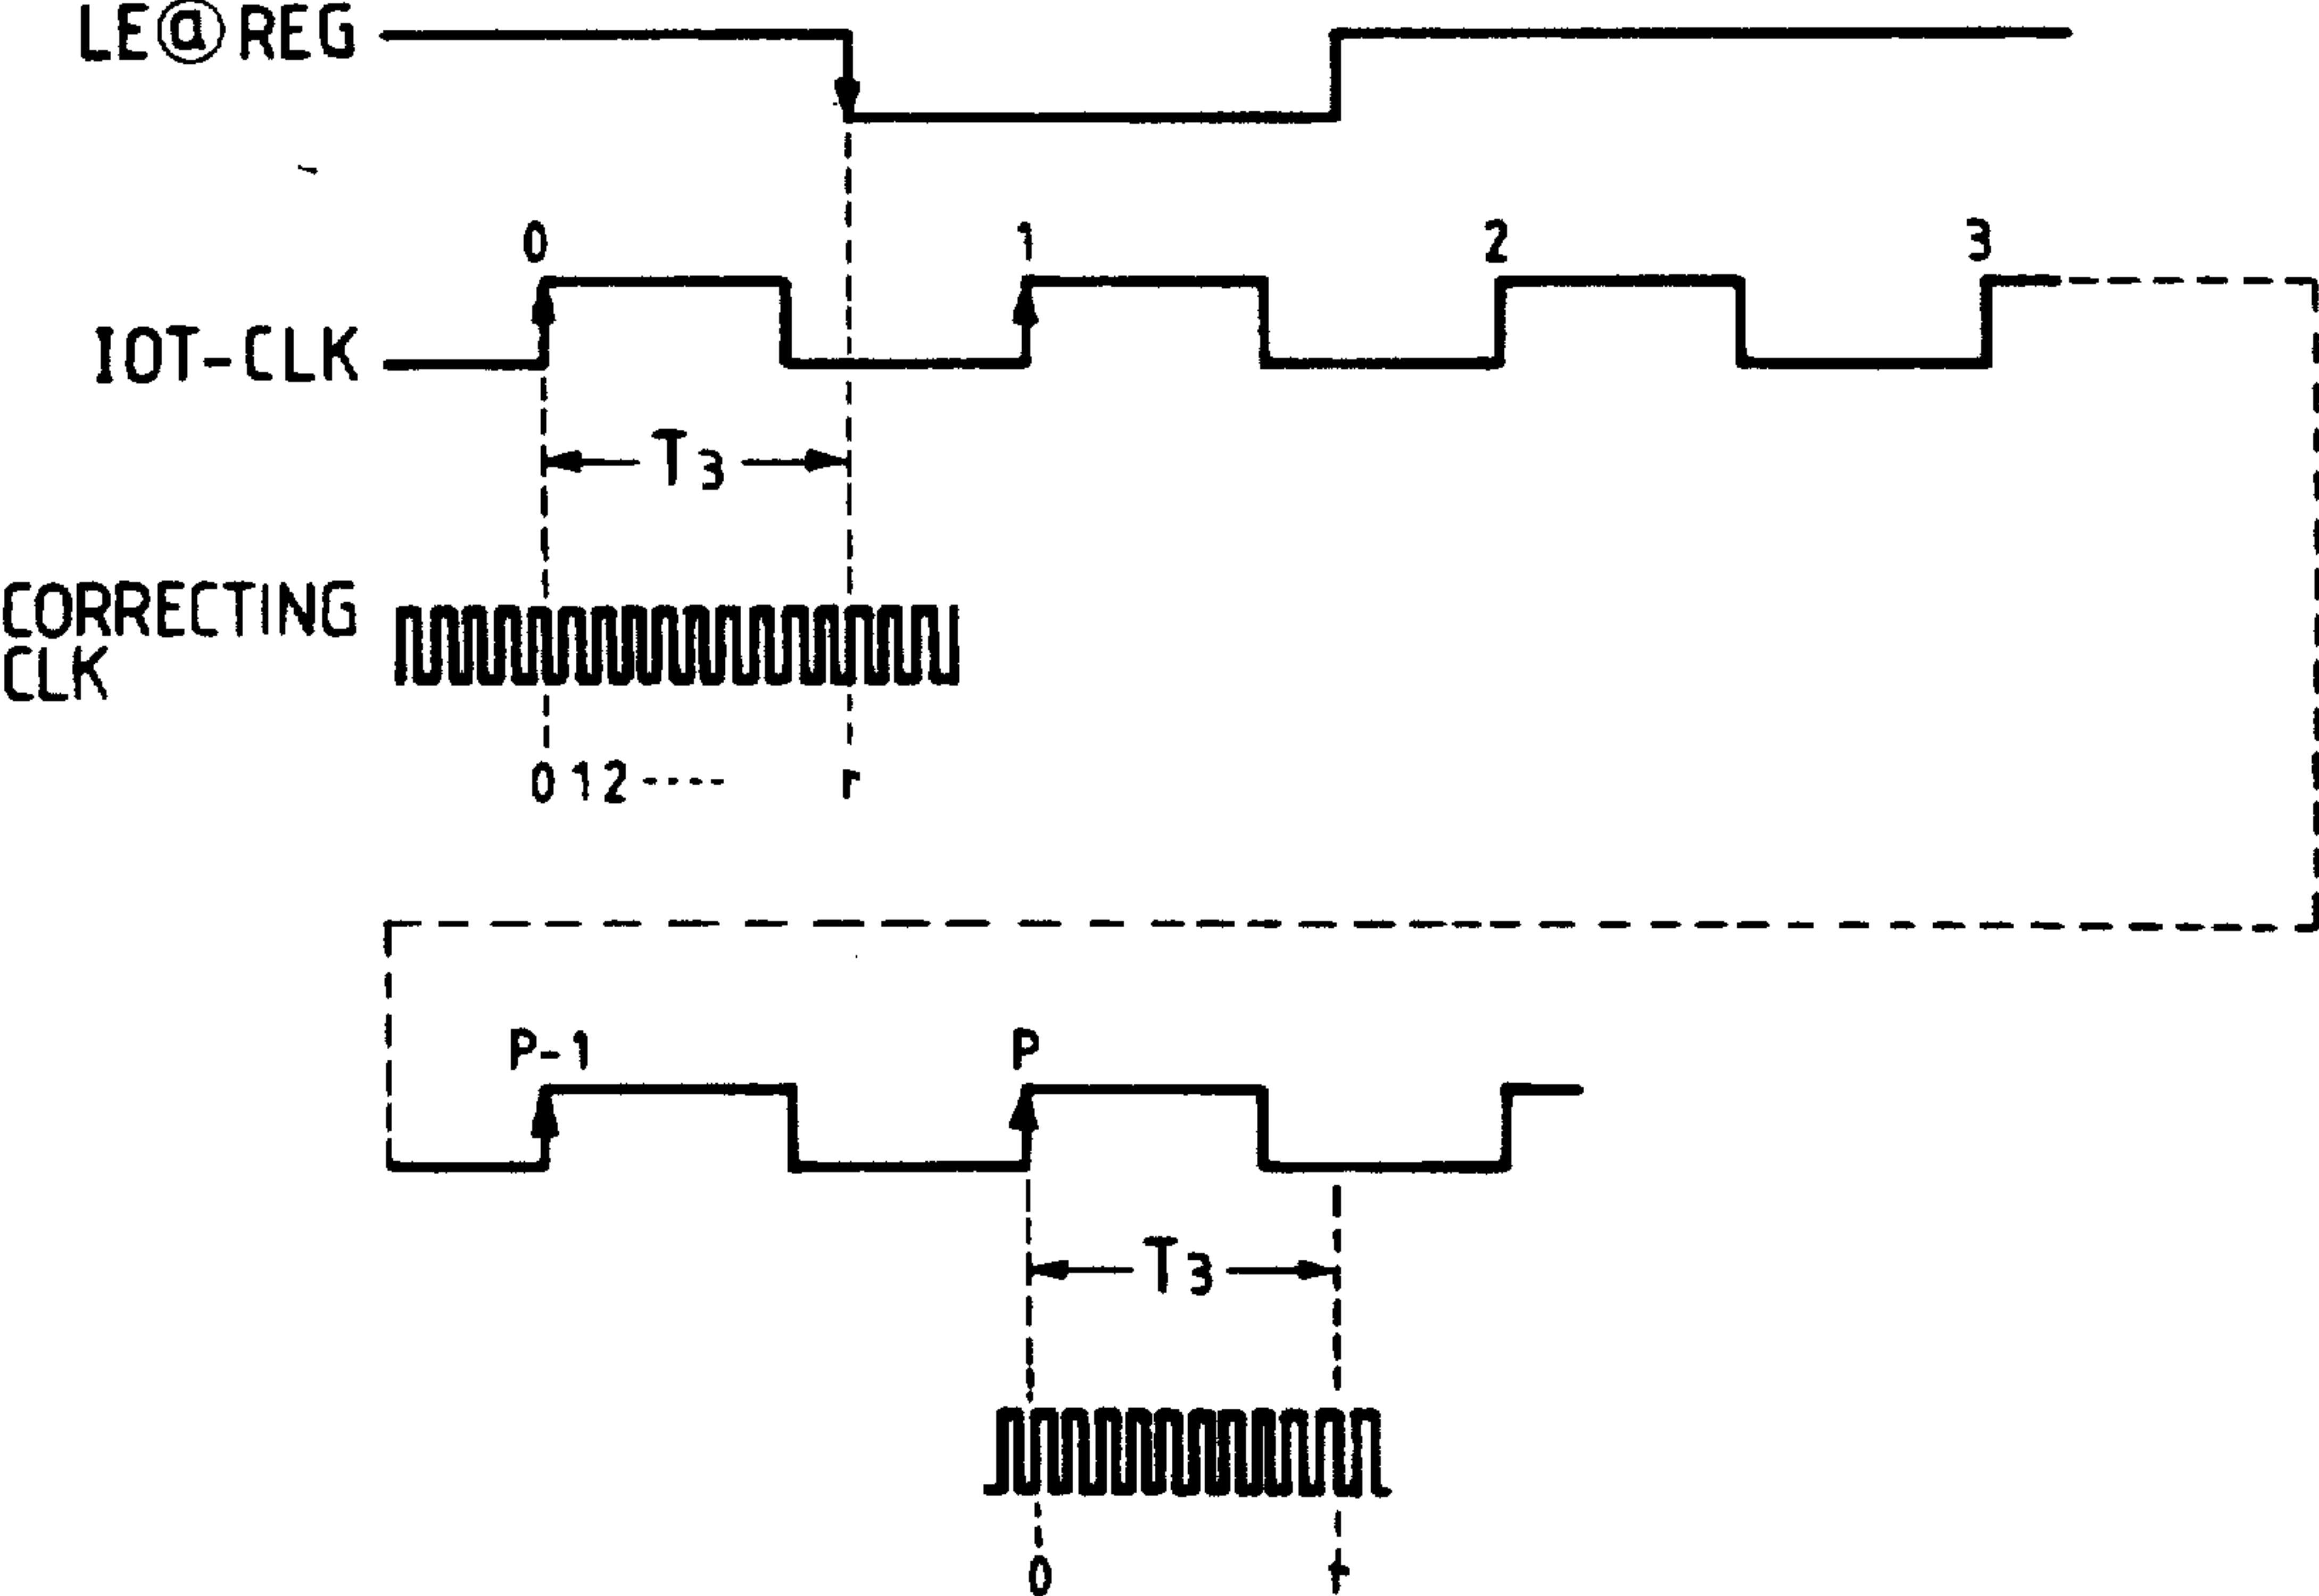 LE@REG
0 1 2 3
IOT-CLK
T3
CORRECTING
CLK
0 1 2 ---- r
P-1 P
T3
0 r